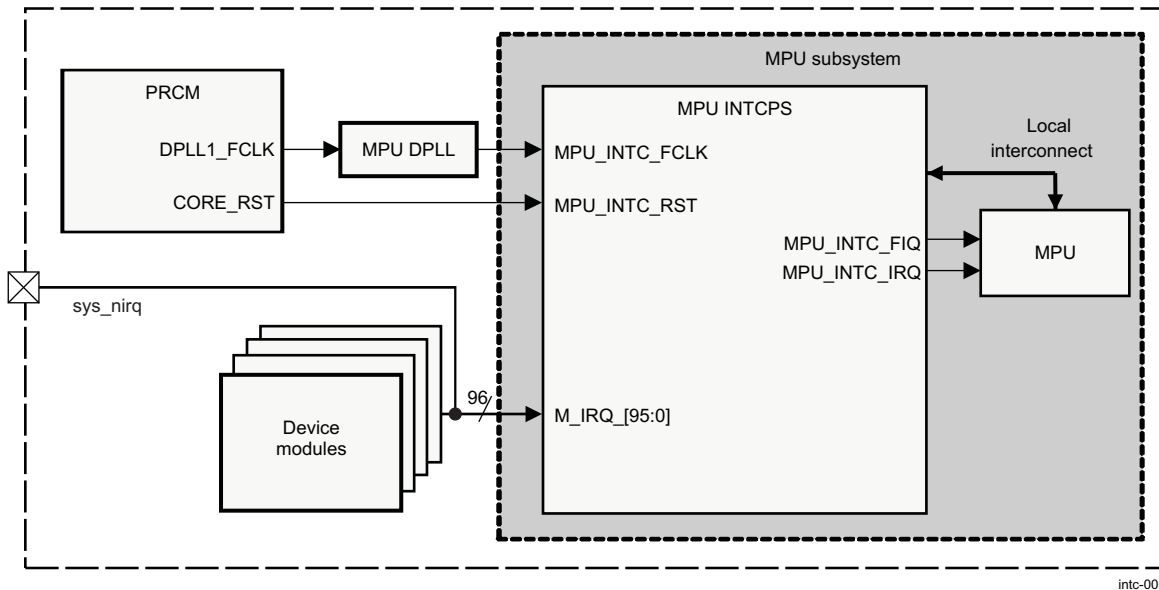 MPU subsystem
PRCM
MPU INTCPS
Local
interconnect
DPLL1_FCLK
MPU DPLL
MPU_INTC_FCLK
CORE_RST
MPU_INTC_RST
MPU_INTC_FIQ
MPU_INTC_IRQ
MPU
sys_nirq
96
M_IRQ_[95:0]
Device
modules
intc-00